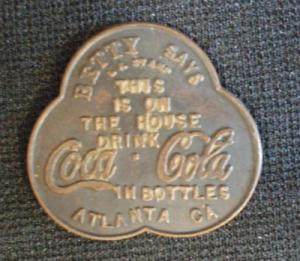 BETTY SAYS
THIS
IS ON
THE HOUSE
DRINK
Coca Cola
IN BOTTLES
ATLANTA GA